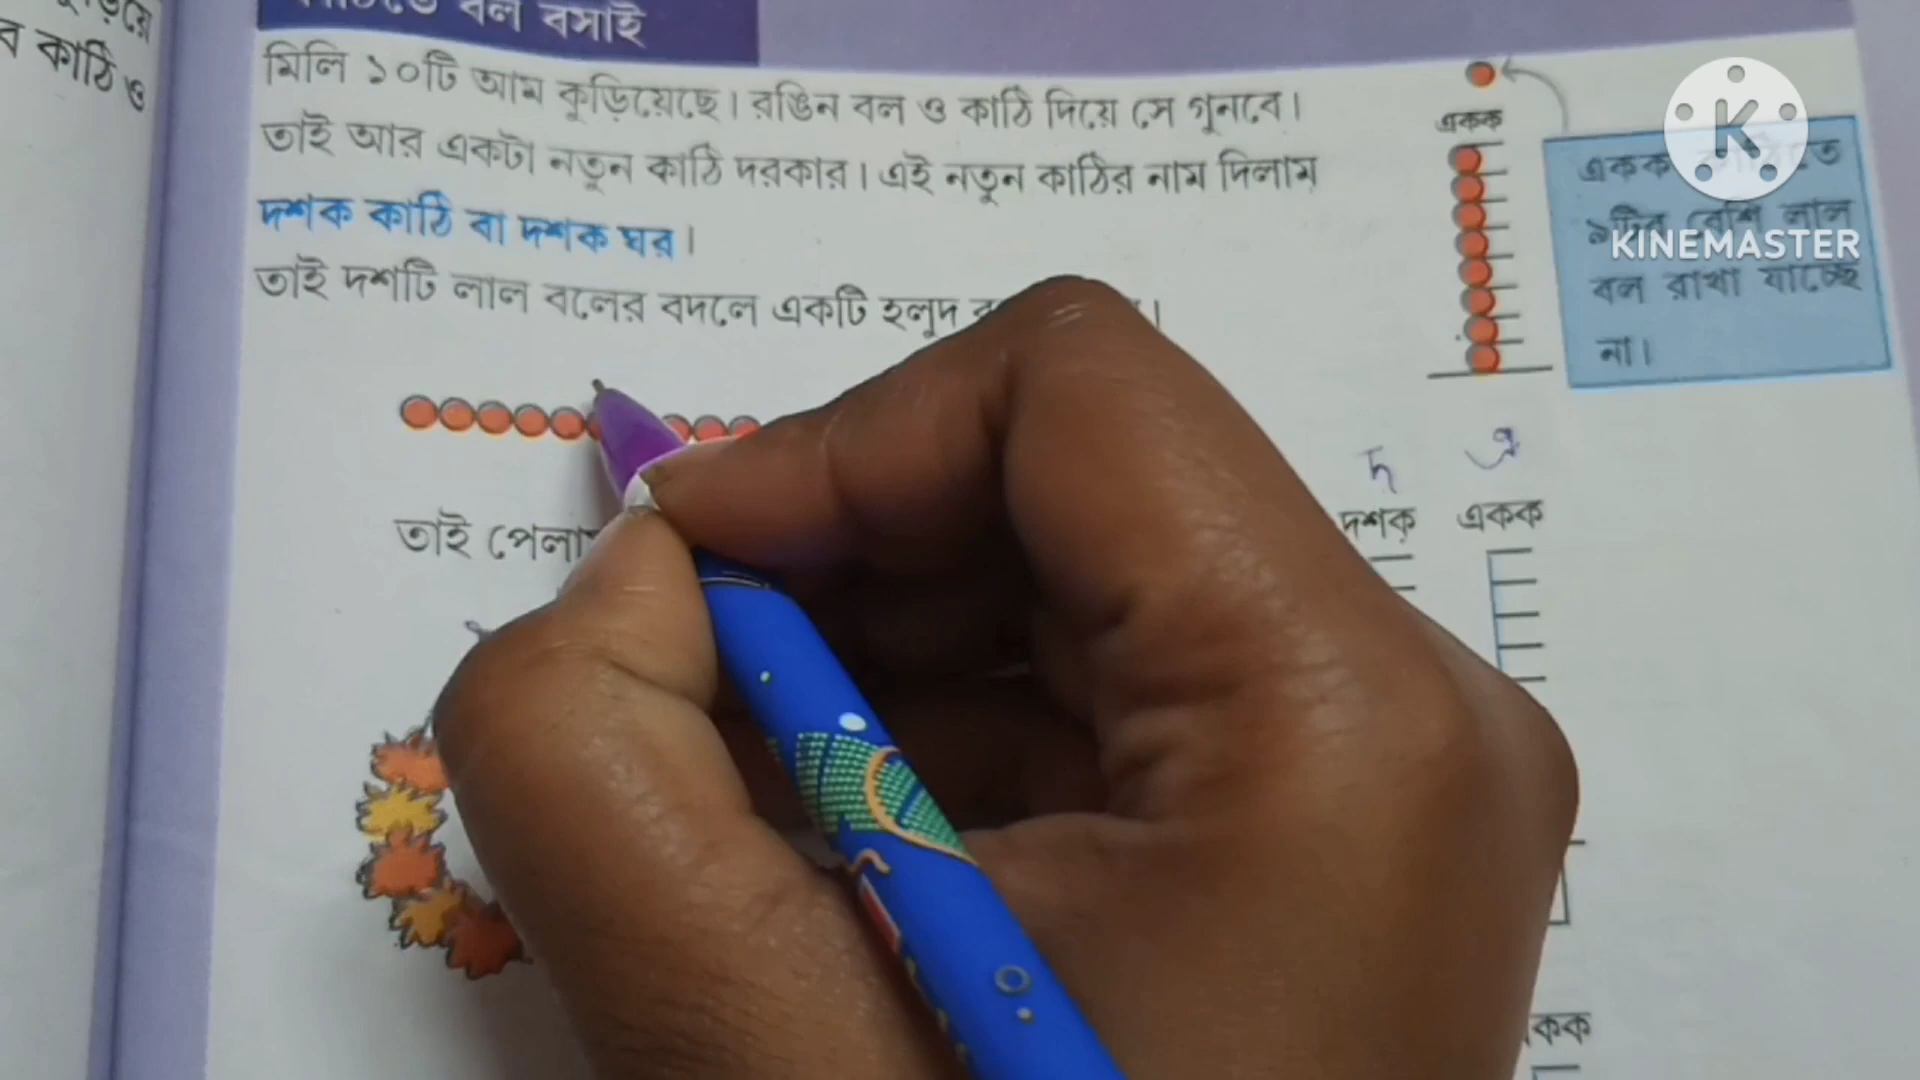 ব কাঠি ও
বল বসাই
মিলি ১০টি আম কুড়িয়েছে। রঙিন বল ও কাঠি দিয়ে সে গুনবে।
তাই আর একটা নতুন কাঠি দরকার। এই নতুন কাঠির নাম দিলাম
দশক কাঠি বা দশক ঘর।
তাই দশটি লাল বলের বদলে একটি হলুদ
একক
একক
৯টির বেশি লাল
বল রাখা যাচ্ছে
না।
K
KINEMASTER
তাই
দ এ
দশক একক